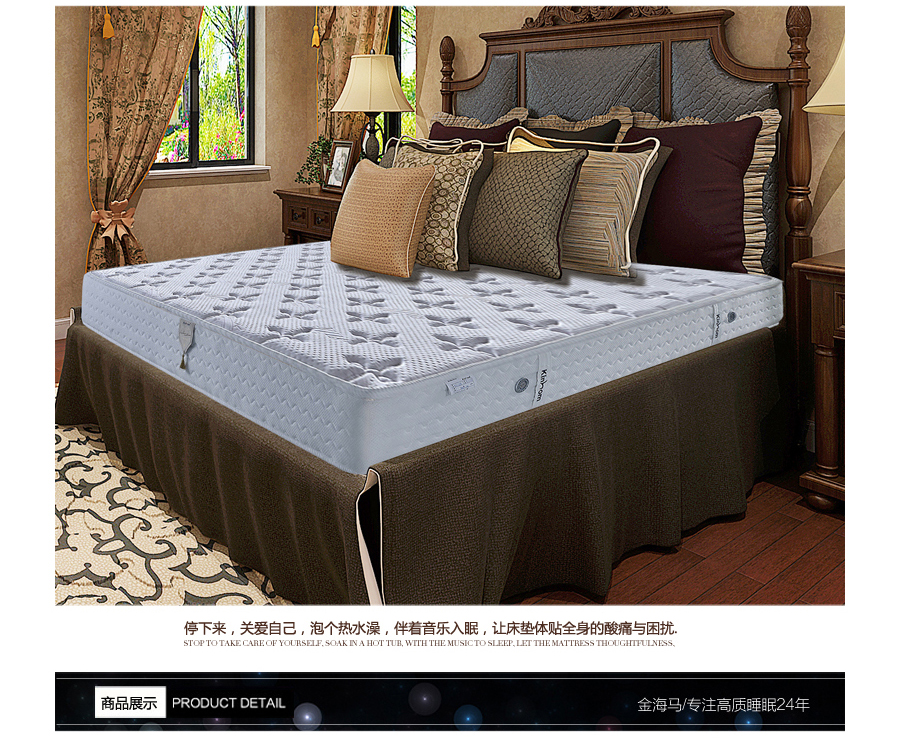 停下来，关爱自己，泡个热水澡，伴着音乐入眠，让床垫体贴全身的酸痛与困扰.
STOP TO TAKE CARE OF YOURSELF, SOAK IN A HOT TUB, WITH THE MUSIC TO SLEEP, LET THE MATTRESS THOUGHTFULNESS,
商品展示 PRODUCT DETAIL
金海马/专注高质睡眠24年